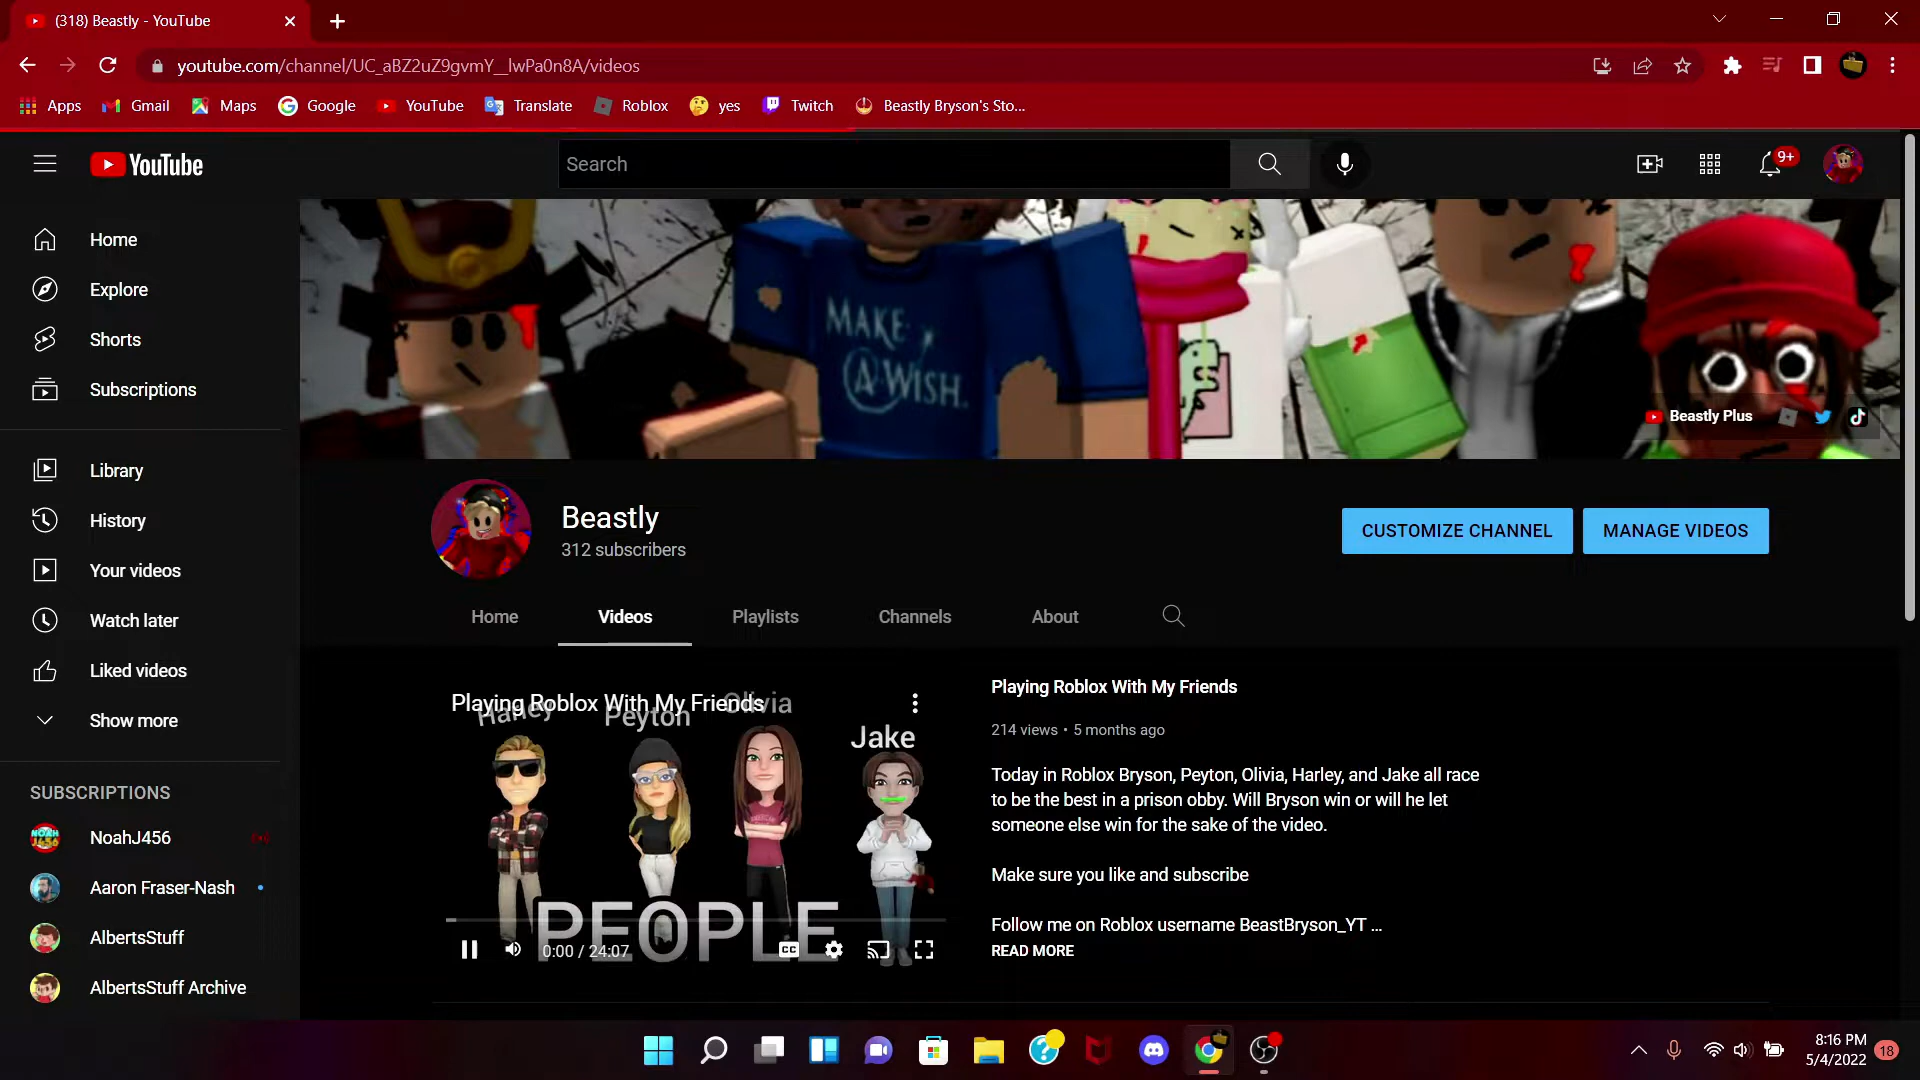 (318) Beastly - YouTube
youtube.com/channel/UC_aBZ2uZ9gvmY__lwPa0n8A/videos
Apps
Gmail
Maps
Google
YouTube
Translate
Roblox
yes
Twitch
Beastly Bryson's Sto...
YouTube
Search
9+
Home
Explore
Shorts
Subscriptions
Library
History
Your videos
Watch later
Liked videos
Show more
SUBSCRIPTIONS
NoahJ456
Aaron Fraser-Nash
AlbertsStuff
AlbertsStuff Archive
MAKE
A WISH.
Beastly Plus
Beastly
312 subscribers
CUSTOMIZE CHANNEL
MANAGE VIDEOS
Home
Videos
Playlists
Channels
About
Playing Roblox With My Friends
Harley
Peyton
Olivia
Jake
PEOPLE
0:00 / 24:07
CC
Playing Roblox With My Friends
214 views • 5 months ago
Today in Roblox Bryson, Peyton, Olivia, Harley, and Jake all race
to be the best in a prison obby. Will Bryson win or will he let
someone else win for the sake of the video.
Make sure you like and subscribe
Follow me on Roblox username BeastBryson_YT ...
READ MORE
8:16 PM
5/4/2022
18